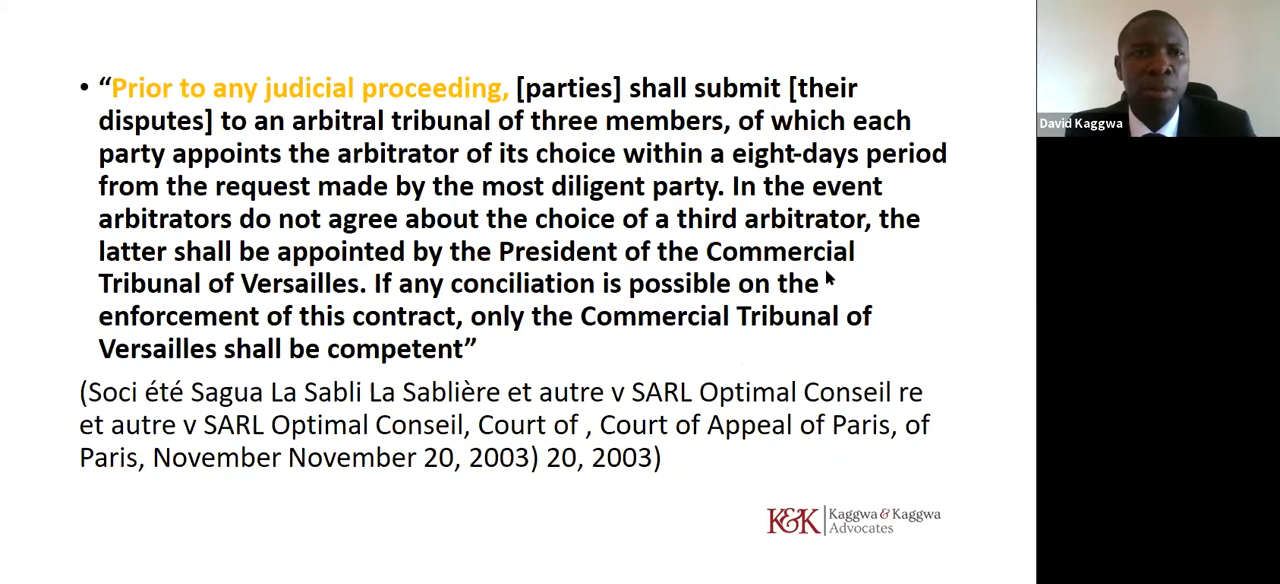 • “Prior to any judicial proceeding, [parties] shall submit [their
disputes] to an arbitral tribunal of three members, of which each
party appoints the arbitrator of its choice within a eight-days period
from the request made by the most diligent party. In the event
arbitrators do not agree about the choice of a third arbitrator, the
latter shall be appointed by the President of the Commercial
Tribunal of Versailles. If any conciliation is possible on the
enforcement of this contract, only the Commercial Tribunal of
Versailles shall be competent”
(Soci été Sagua La Sabli La Sablière et autre v SARL Optimal Conseil re
et autre v SARL Optimal Conseil, Court of , Court of Appeal of Paris, of
Paris, November November 20, 2003) 20, 2003)
K&K Kaggwa & Kaggwa
Advocates
David Kaggwa